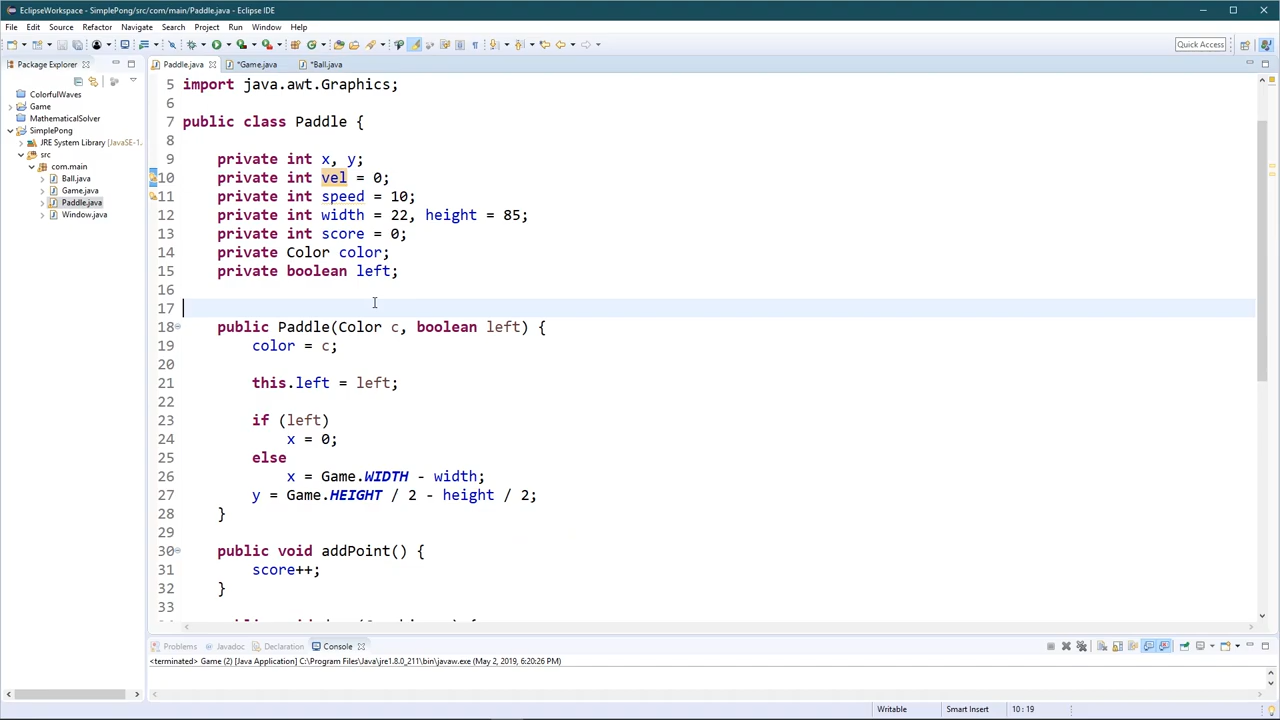 EclipseWorkspace - SimplePong/src/com/main/Paddle.java - Eclipse IDE
File Edit Source Refactor Navigate Search Project Run Window Help
Quick Access
Package Explorer
Paddle.java
*Game.java
*Ball.java
ColorfulWaves
Game
MathematicalSolver
SimplePong
JRE System Library [JavaSE-1.
src
com.main
Ball.java
Game.java
Paddle.java
Window.java
5 import java.awt.Graphics;
6
7 public class Paddle {
8
9 private int x, y;
10 private int vel = 0;
11 private int speed = 10;
12 private int width = 22, height = 85;
13 private int score = 0;
14 private Color color;
15 private boolean left;
16
17
18 public Paddle(Color c, boolean left) {
19 color = c;
20
21 this.left = left;
22
23 if (left)
24 x = 0;
25 else
26 x = Game.WIDTH - width;
27 y = Game.HEIGHT / 2 - height / 2;
28 }
29
30 public void addPoint() {
31 score++;
32 }
33
Problems Javadoc Declaration Console
<terminated> Game (2) [Java Application] C:\Program Files\Java\jre1.8.0_211\bin\javaw.exe (May 2, 2019, 6:20:26 PM)
Writable Smart Insert 10 : 19